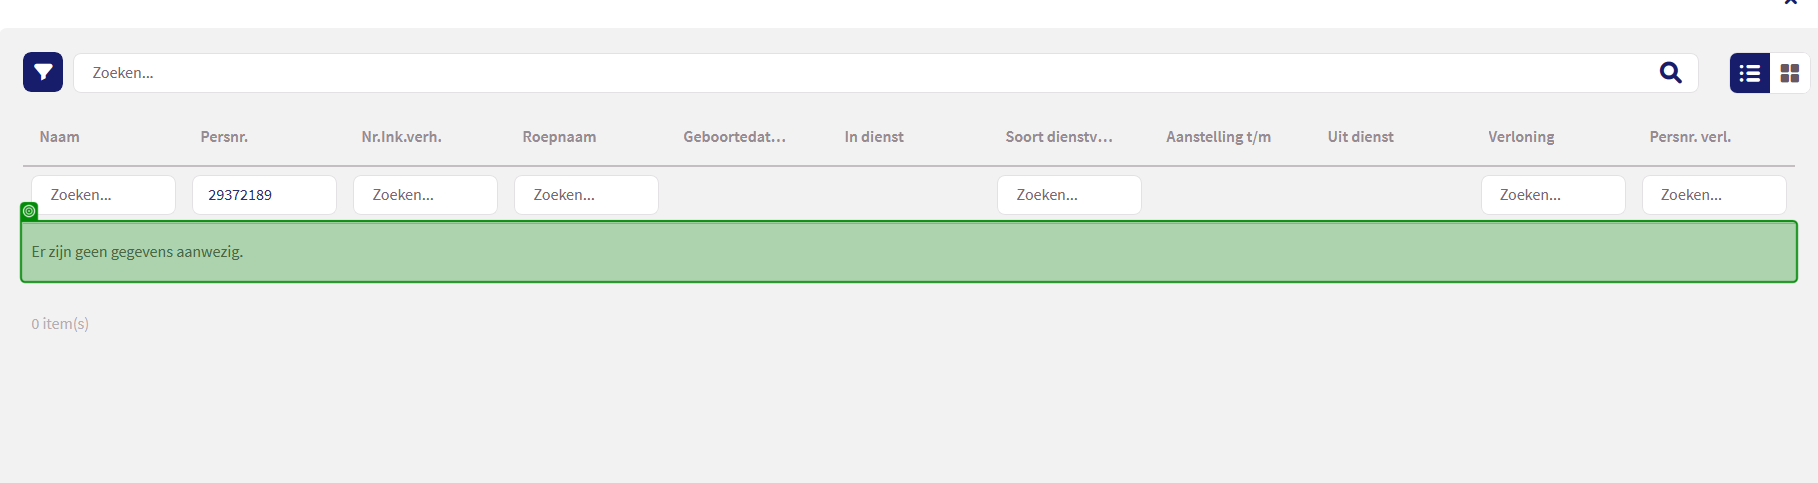 Zoeken...
Naam Persnr. Nr.Ink.verh. Roepnaam Geboortedat... In dienst Soort dienstv... Aanstelling t/m Uit dienst Verloning Persnr. verl.
Zoeken... 29372189 Zoeken... Zoeken... Zoeken... Zoeken... Zoeken...
Er zijn geen gegevens aanwezig.
0 item(s)